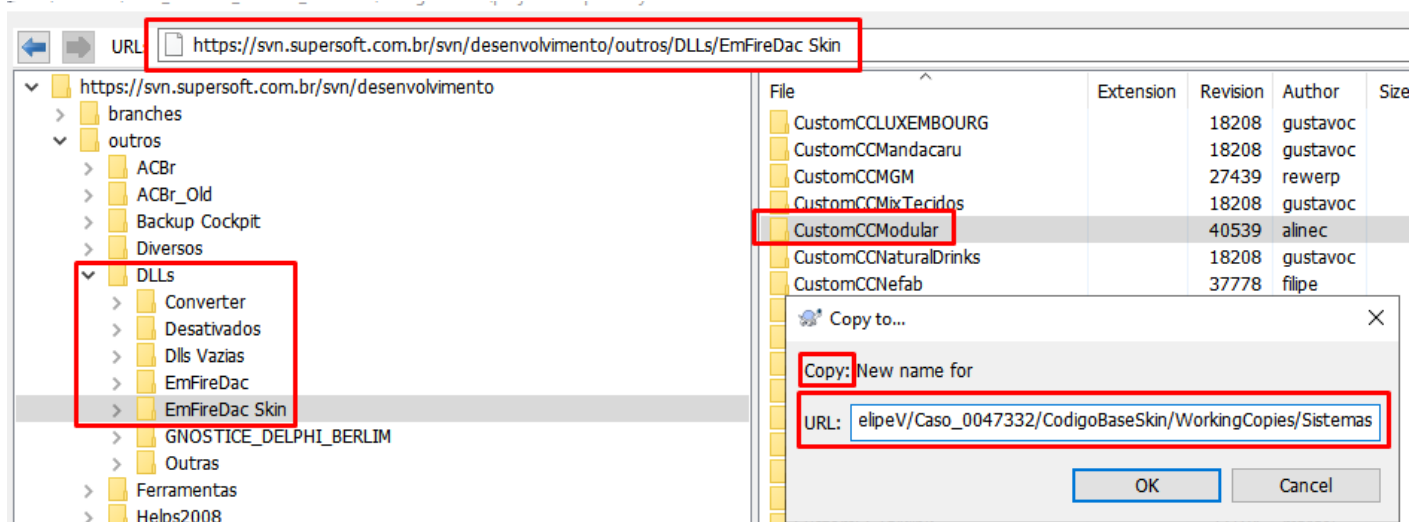 URL: https://svn.supersoft.com.br/svn/desenvolvimento/outros/DLLs/EmFireDac Skin
https://svn.supersoft.com.br/svn/desenvolvimento
branches
outros
ACBr
ACBr_Old
Backup Cockpit
Diversos
DLLs
Converter
Desativados
Dlls Vazias
EmFireDac
EmFireDac Skin
GNOSTICE_DELPHI_BERLIM
Outras
Ferramentas
Helps2008
File Extension Revision Author Size
CustomCCLUXEMBOURG 18208 gustavoc
CustomCCMandacaru 18208 gustavoc
CustomCCMGM 27439 rewerp
CustomCCMixTecidos 18208 gustavoc
CustomCCModular 40539 alinec
CustomCCNaturalDrinks 18208 gustavoc
CustomCCNefab 37778 filipe
Copy to...
Copy: New name for
URL: elipeV/Caso_0047332/CodigoBaseSkin/WorkingCopies/Sistemas
OK Cancel